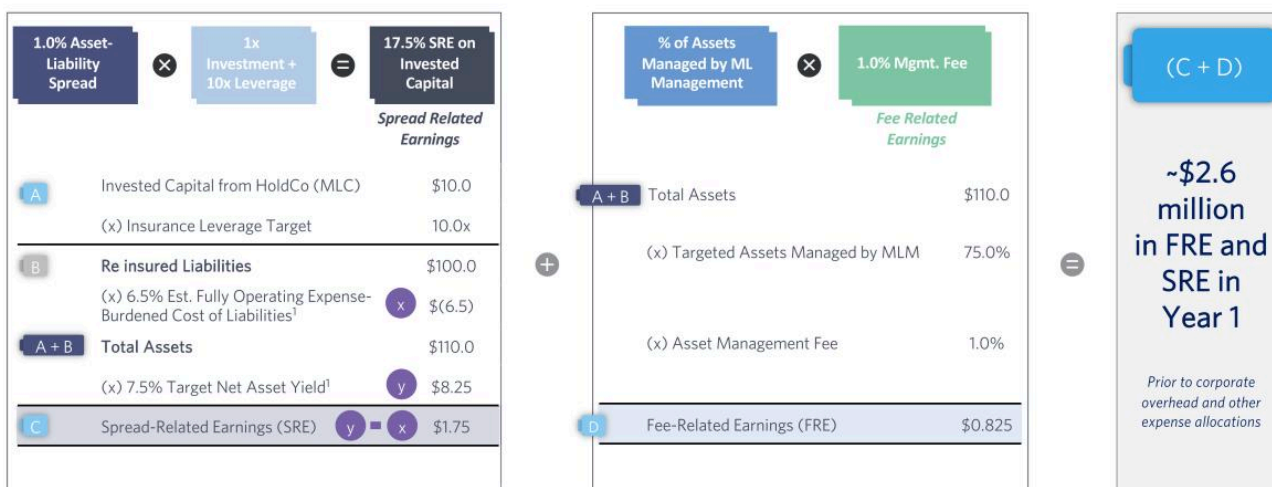 1.0% Asset-
Liability
Spread
×
1x
Investment +
10x Leverage
=
17.5% SRE on
Invested
Capital
Spread Related
Earnings
A
Invested Capital from HoldCo (MLC)
$10.0
(x) Insurance Leverage Target
10.0x
B
Re insured Liabilities
$100.0
(x) 6.5% Est. Fully Operating Expense-
Burdened Cost of Liabilities¹
x
$(6.5)
A + B
Total Assets
$110.0
(x) 7.5% Target Net Asset Yield¹
y
$8.25
C
Spread-Related Earnings (SRE)
y = x
$1.75
+
% of Assets
Managed by ML
Management
×
1.0% Mgmt. Fee
Fee Related
Earnings
A + B
Total Assets
$110.0
(x) Targeted Assets Managed by MLM
75.0%
(x) Asset Management Fee
1.0%
D
Fee-Related Earnings (FRE)
$0.825
=
(C + D)
~$2.6
million
in FRE and
SRE in
Year 1
Prior to corporate
overhead and other
expense allocations